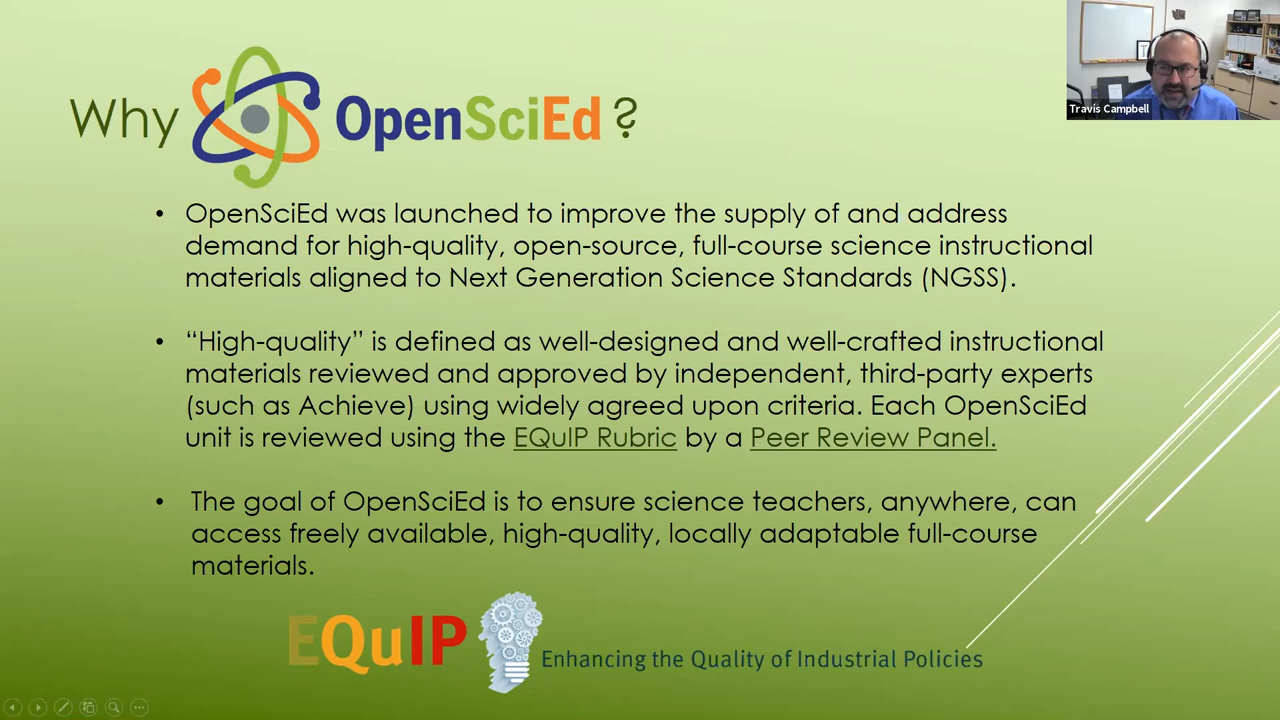 Why OpenSciEd ?
Travis Campbell
• OpenSciEd was launched to improve the supply of and address
demand for high-quality, open-source, full-course science instructional
materials aligned to Next Generation Science Standards (NGSS).
• “High-quality” is defined as well-designed and well-crafted instructional
materials reviewed and approved by independent, third-party experts
(such as Achieve) using widely agreed upon criteria. Each OpenSciEd
unit is reviewed using the EQuIP Rubric by a Peer Review Panel.
• The goal of OpenSciEd is to ensure science teachers, anywhere, can
access freely available, high-quality, locally adaptable full-course
materials.
EQuIP Enhancing the Quality of Industrial Policies